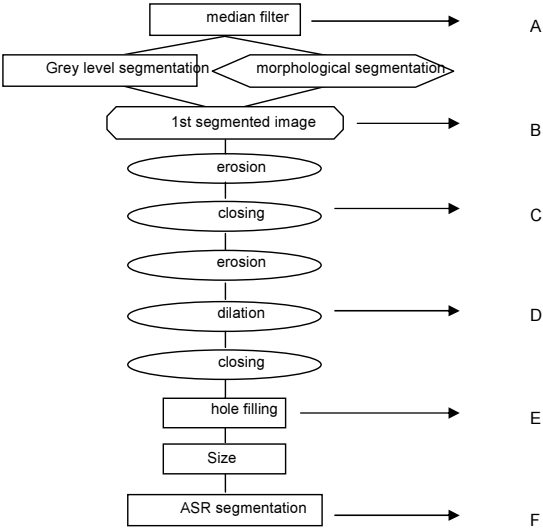 median filter
A
Grey level segmentation
morphological segmentation
1st segmented image
B
erosion
closing
C
erosion
dilation
D
closing
hole filling
E
Size
ASR segmentation
F